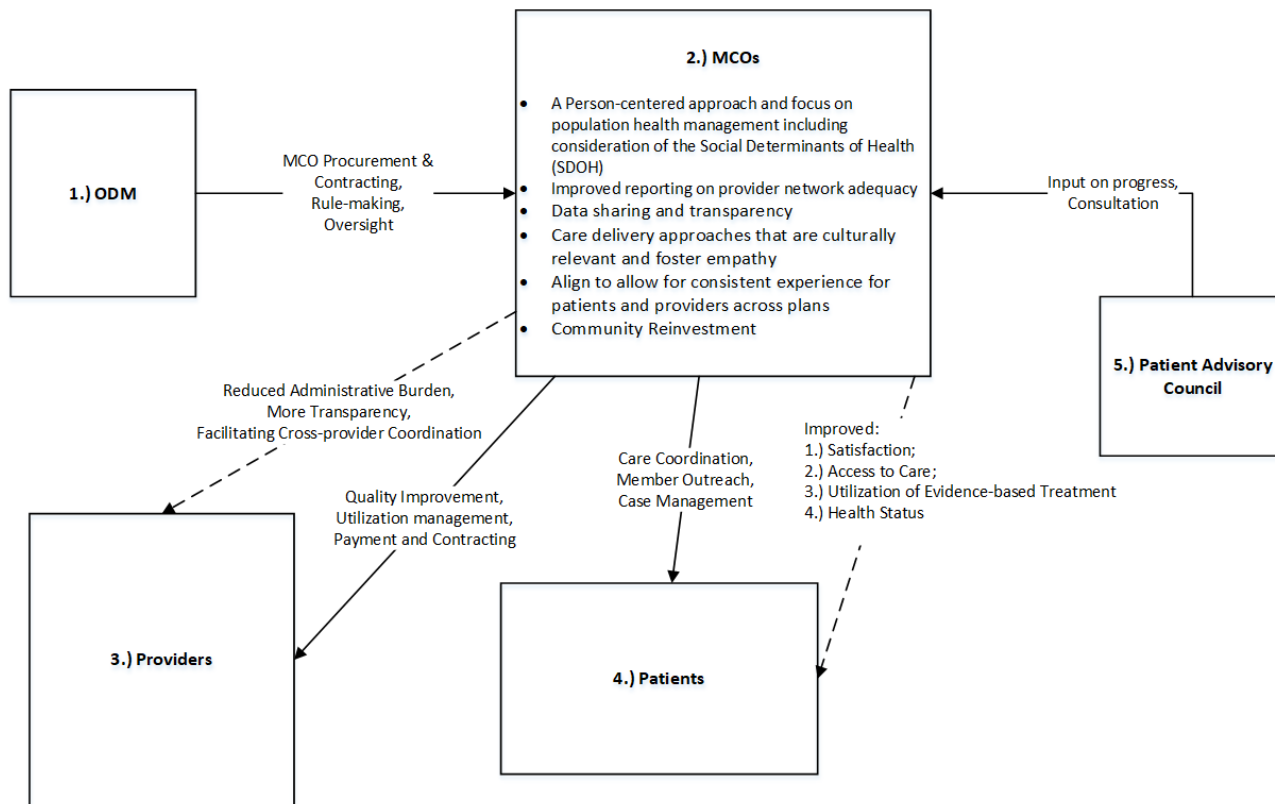 2.) MCOs
• A Person-centered approach and focus on
population health management including
consideration of the Social Determinants of Health
(SDOH)
• Improved reporting on provider network adequacy
• Data sharing and transparency
• Care delivery approaches that are culturally
relevant and foster empathy
• Align to allow for consistent experience for
patients and providers across plans
• Community Reinvestment
1.) ODM
MCO Procurement &
Contracting,
Rule-making,
Oversight
Input on progress,
Consultation
5.) Patient Advisory
Council
Reduced Administrative Burden,
More Transparency,
Facilitating Cross-provider Coordination
Quality Improvement,
Utilization management,
Payment and Contracting
Care Coordination,
Member Outreach,
Case Management
Improved:
1.) Satisfaction;
2.) Access to Care;
3.) Utilization of Evidence-based Treatment
4.) Health Status
3.) Providers
4.) Patients